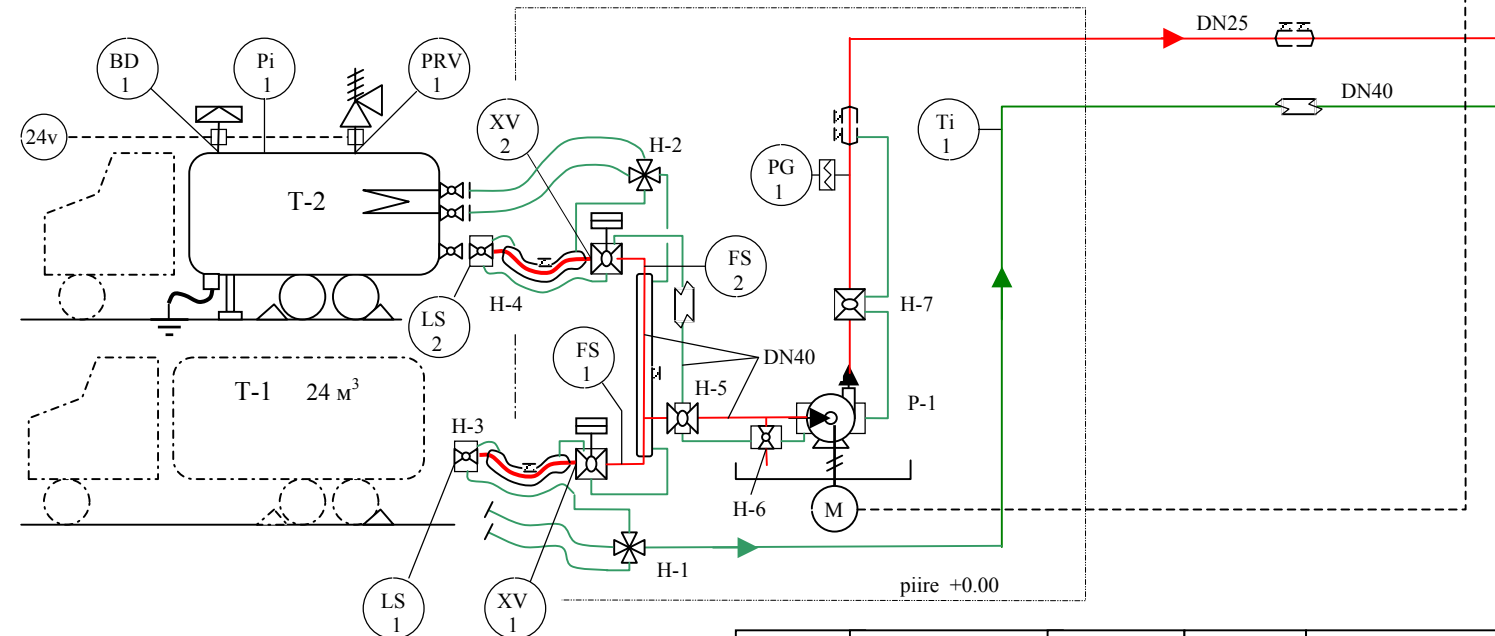 DN25
BD
1
Pi
1
PRV
1
DN40
24v
XV
2
H-2
Ti
1
PG
1
T-2
FS
2
H-4
H-7
LS
2
FS
1
DN40
T-1 24 м³
H-5
P-1
H-3
H-6
M
H-1
piire +0.00
LS
1
XV
1